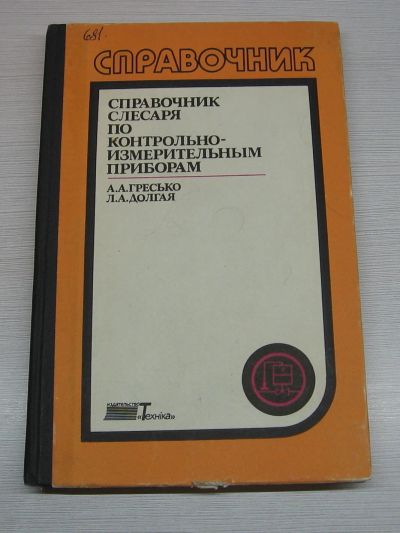 681.
СПРАВОЧНИК
СПРАВОЧНИК
СЛЕСАРЯ
ПО
КОНТРОЛЬНО-
ИЗМЕРИТЕЛЬНЫМ
ПРИБОРАМ
А.А.ГРЕСЬКО
Л.А.ДОЛГАЯ
ИЗДАТЕЛЬСТВО
«Техніка»